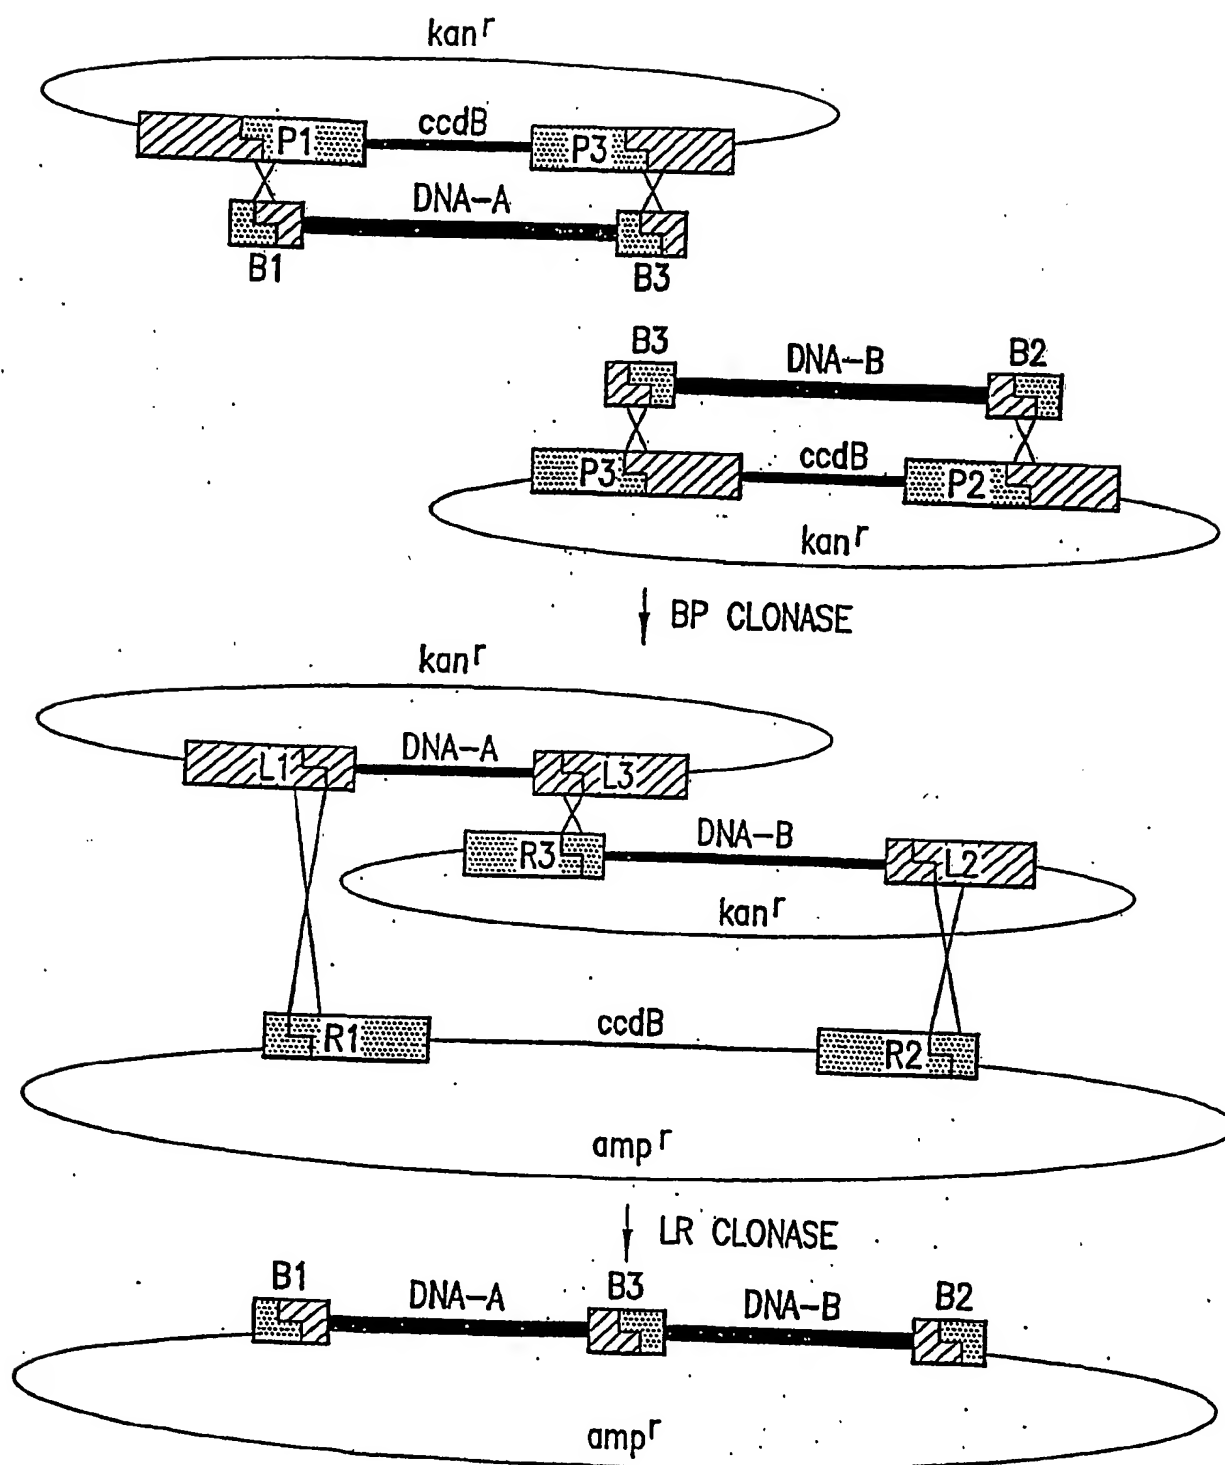 kanʳ
P1 ccdB P3
DNA-A
B1 B3
B3 DNA-B B2
P3 ccdB P2
kanʳ
BP CLONASE
kanʳ
L1 DNA-A L3
R3 DNA-B L2
kanʳ
R1 ccdB R2
ampʳ
LR CLONASE
B1 DNA-A B3 DNA-B B2
ampʳ